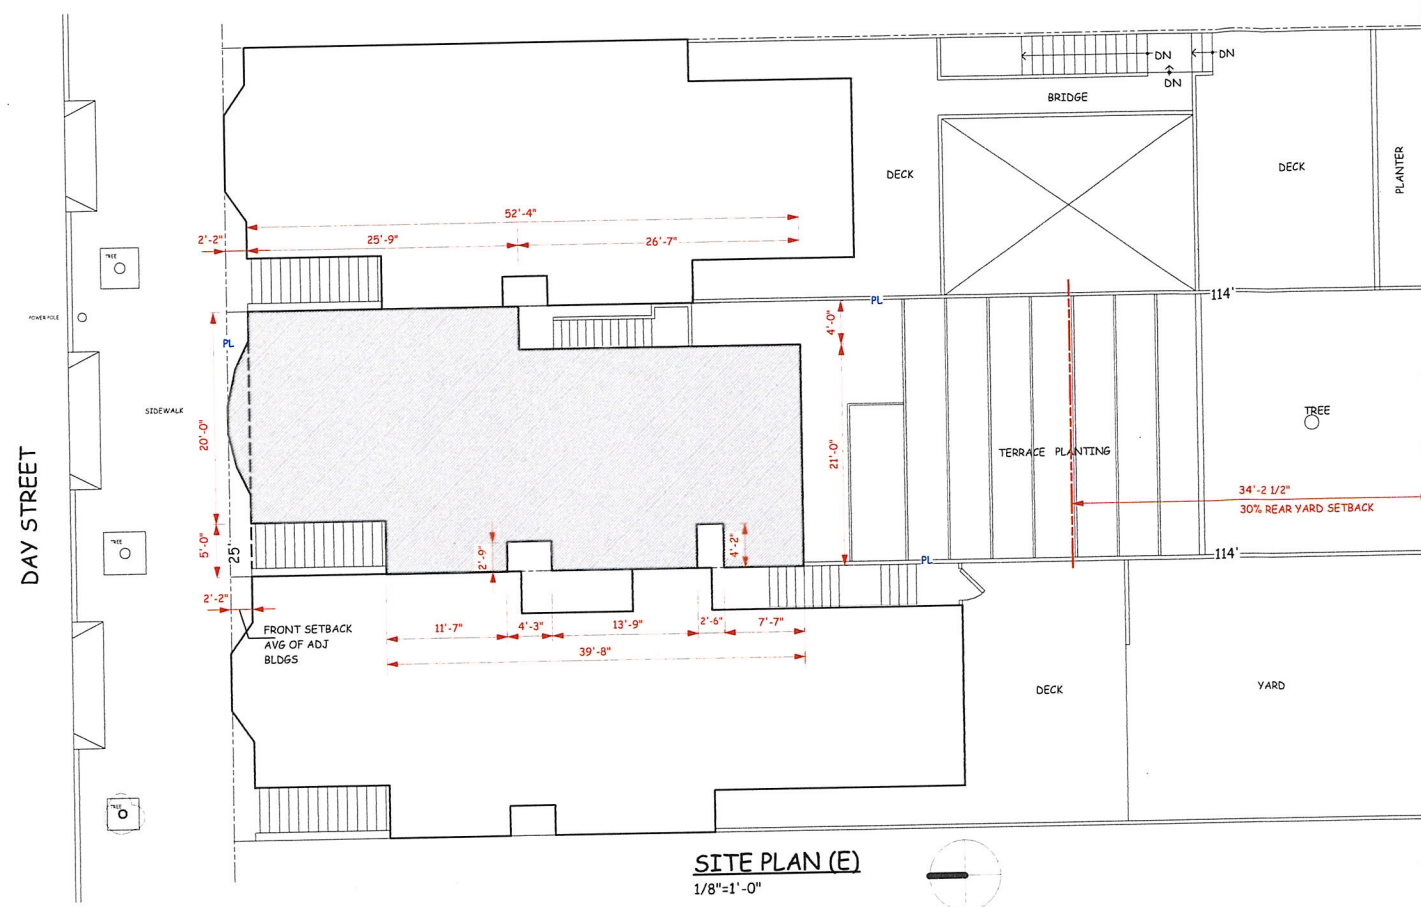 DN
DN
DN
BRIDGE
DECK
DECK
PLANTER
52'-4"
2'-2"
25'-9"
26'-7"
TREE
PL
114'
POWER POLE
PL
4'-0"
SIDEWALK
20'-0"
21'-0"
TREE
TERRACE PLANTING
34'-2 1/2"
30% REAR YARD SETBACK
DAY STREET
TREE
5'-0"
25'
2'-9"
4'-2"
PL
114'
2'-2"
FRONT SETBACK
AVG OF ADJ
BLDGS
11'-7"
4'-3"
13'-9"
2'-6"
7'-7"
39'-8"
DECK
YARD
TREE
SITE PLAN (E)
1/8"=1'-0"